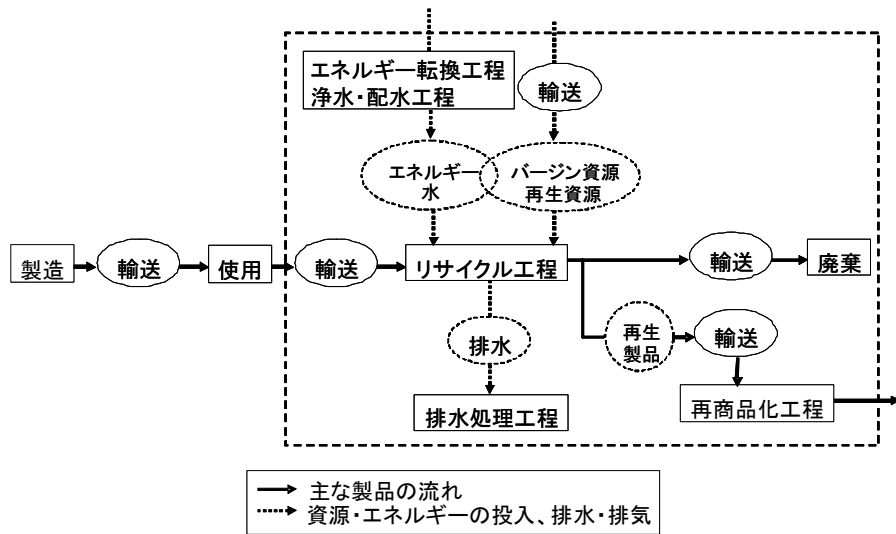 エネルギー転換工程
浄水・配水工程
輸送
エネルギー
水
バージン資源
再生資源
製造
輸送
使用
輸送
リサイクル工程
輸送
廃棄
排水
再生
製品
輸送
排水処理工程
再商品化工程
主な製品の流れ
資源・エネルギーの投入、排水・排気